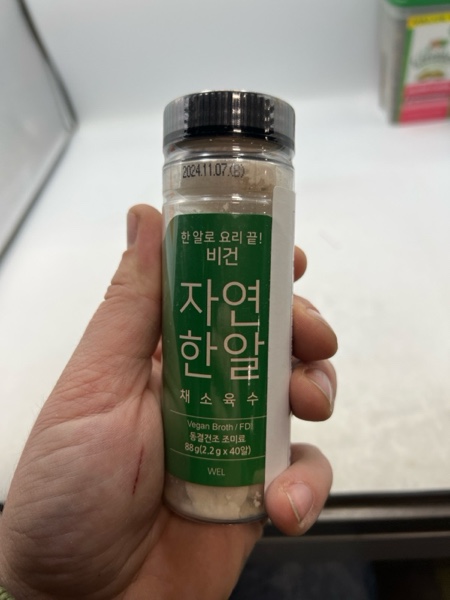 2024.11.07.(B)
한 알로 요리 끝!
비건
자연
한알
채소육수
Vegan Broth / FD
동결건조 조미료
88g(2.2g x 40알)
WEL